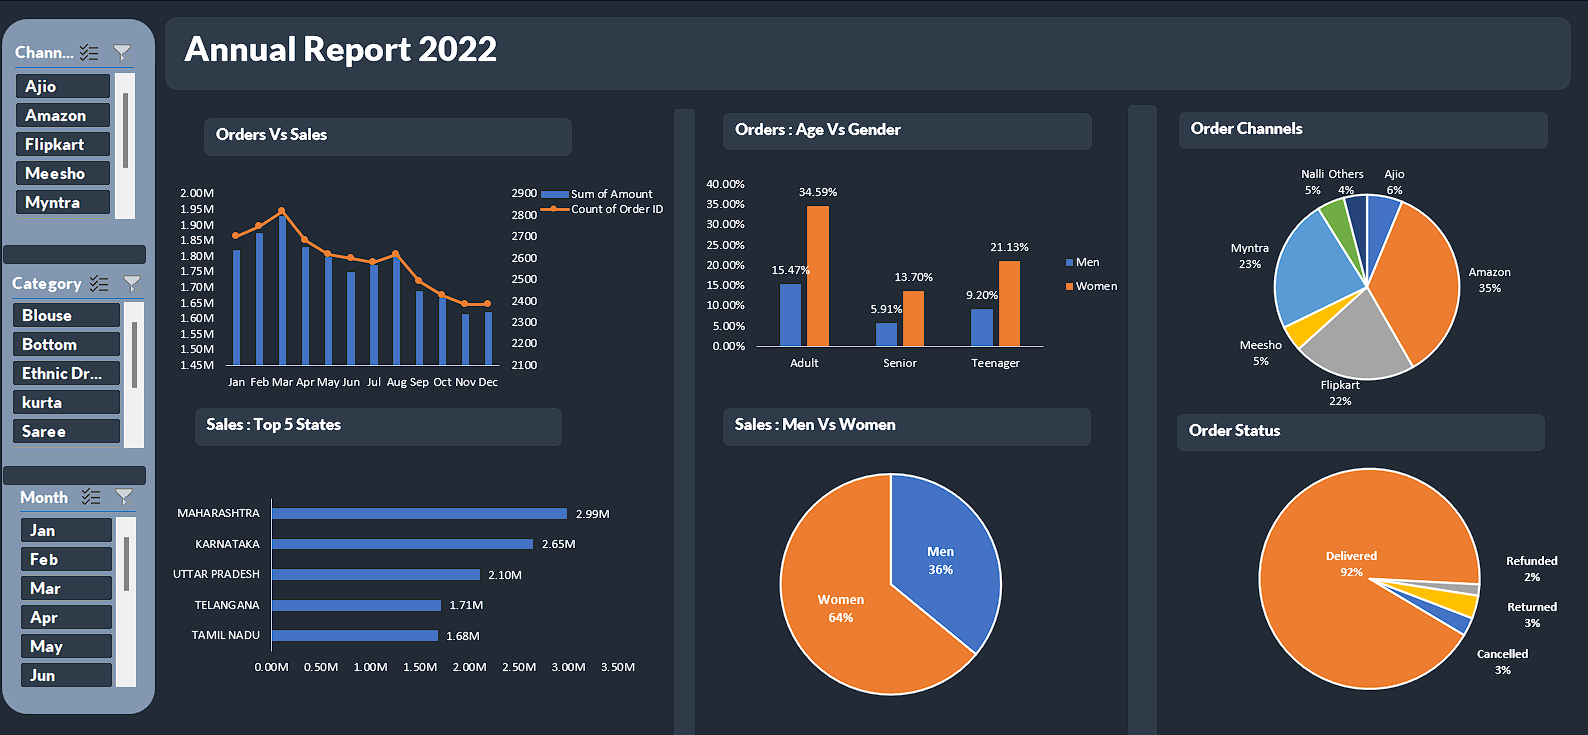 Annual Report 2022
Chann...
Ajio
Amazon
Flipkart
Meesho
Myntra
Category
Blouse
Bottom
Ethnic Dr...
kurta
Saree
Month
Jan
Feb
Mar
Apr
May
Jun
Orders Vs Sales
2.00M
1.95M
1.90M
1.85M
1.80M
1.75M
1.70M
1.65M
1.60M
1.55M
1.50M
1.45M
2900
2800
2700
2600
2500
2400
2300
2200
2100
Sum of Amount
Count of Order ID
Jan Feb Mar Apr May Jun Jul Aug Sep Oct Nov Dec
Orders : Age Vs Gender
40.00%
35.00%
30.00%
25.00%
20.00%
15.00%
10.00%
5.00%
0.00%
15.47%
34.59%
5.91%
13.70%
9.20%
21.13%
Adult Senior Teenager
Men
Women
Order Channels
Nalli
5%
Others
4%
Ajio
6%
Myntra
23%
Amazon
35%
Meesho
5%
Flipkart
22%
Sales : Top 5 States
MAHARASHTRA 2.99M
KARNATAKA 2.65M
UTTAR PRADESH 2.10M
TELANGANA 1.71M
TAMIL NADU 1.68M
0.00M 0.50M 1.00M 1.50M 2.00M 2.50M 3.00M 3.50M
Sales : Men Vs Women
Men
36%
Women
64%
Order Status
Delivered
92%
Refunded
2%
Returned
3%
Cancelled
3%